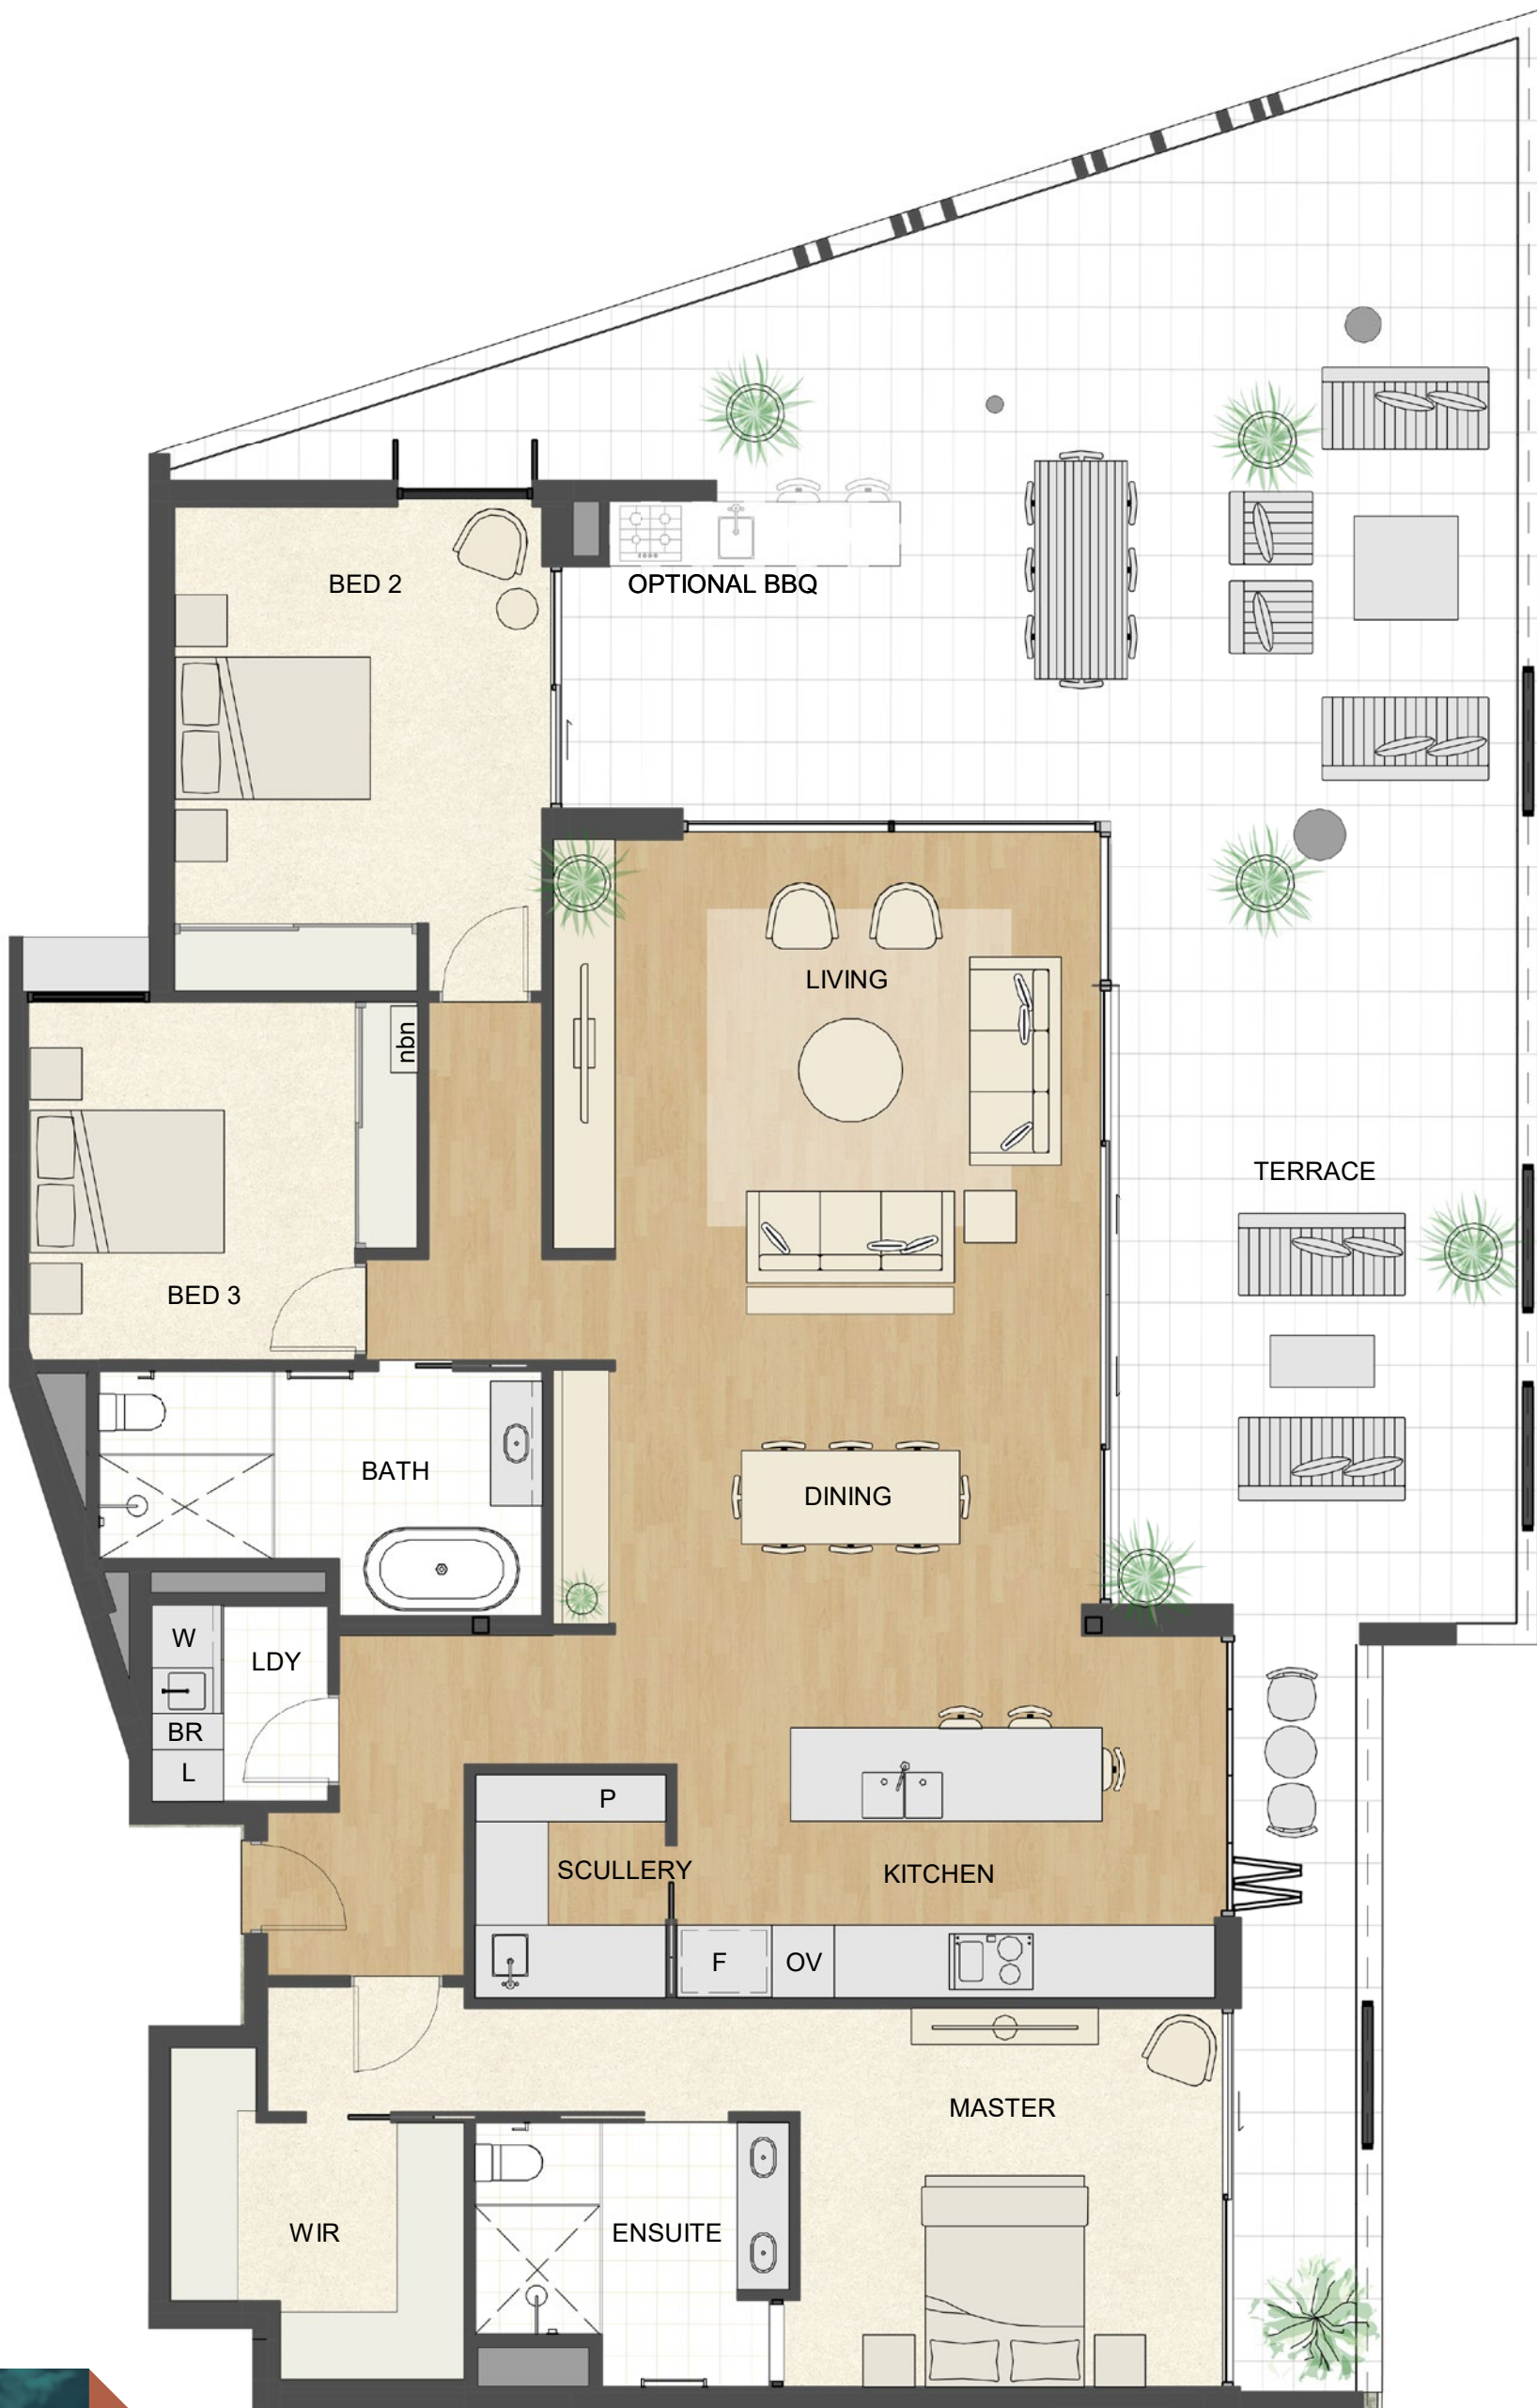 BED 2
OPTIONAL BBQ
LIVING
nbn
TERRACE
BED 3
BATH
DINING
W
LDY
BR
L
P
SCULLERY
KITCHEN
F
OV
MASTER
WIR
ENSUITE